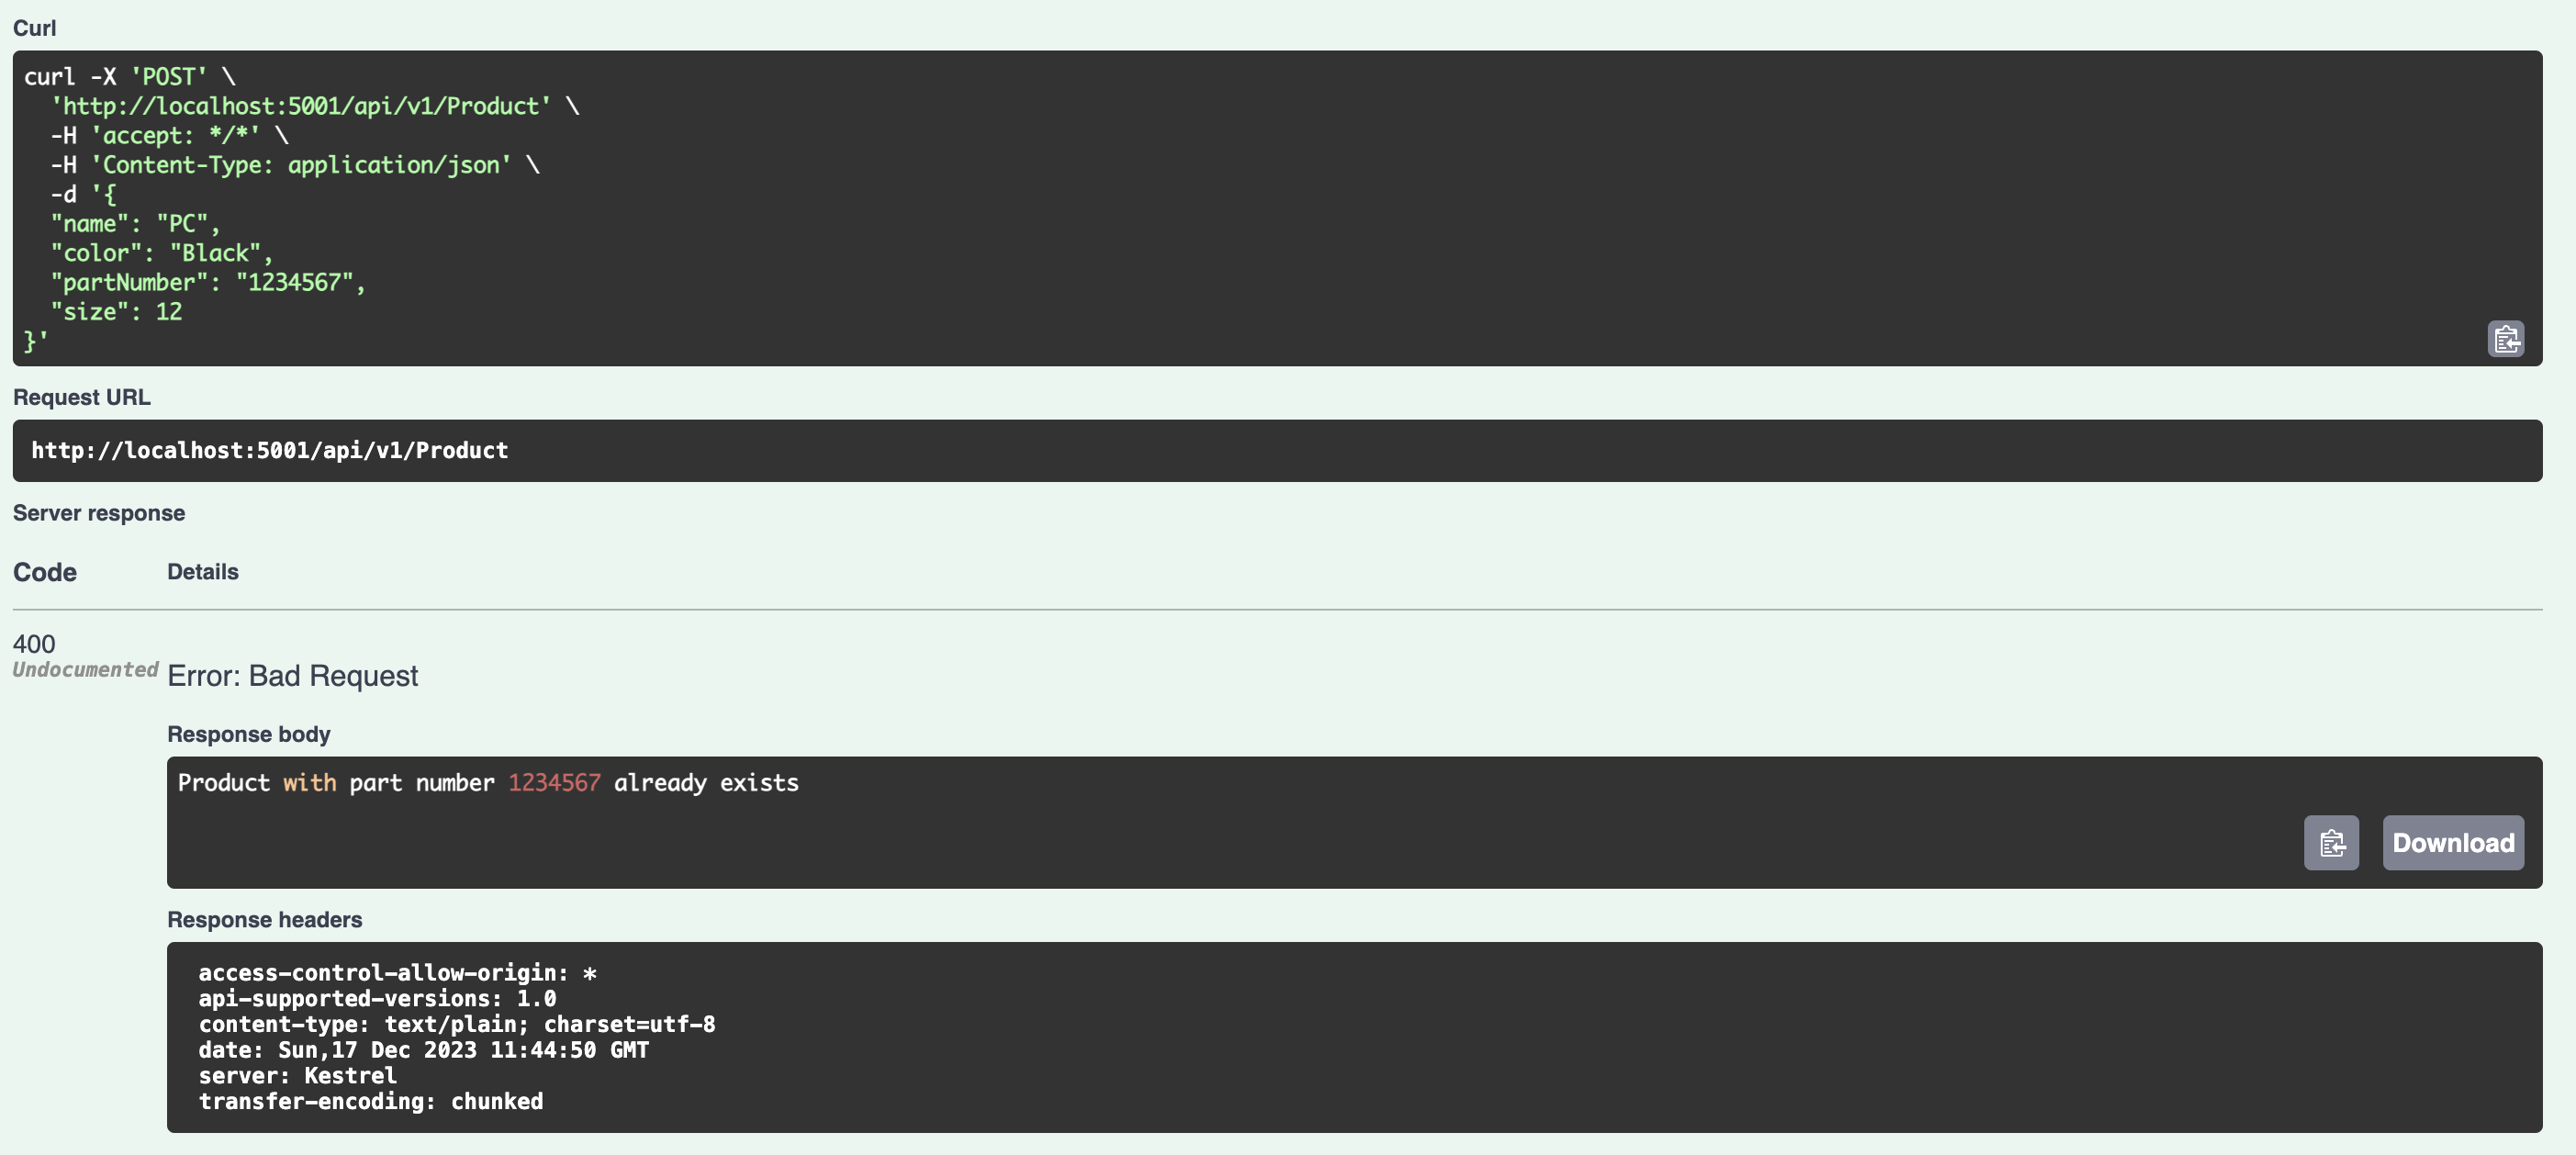 Curl
curl -X 'POST' \
  'http://localhost:5001/api/v1/Product' \
  -H 'accept: */*' \
  -H 'Content-Type: application/json' \
  -d '{
  "name": "PC",
  "color": "Black",
  "partNumber": "1234567",
  "size": 12
}'
Request URL
http://localhost:5001/api/v1/Product
Server response
Code Details
400
Undocumented
Error: Bad Request
Response body
Product with part number 1234567 already exists
Download
Response headers
access-control-allow-origin: *
api-supported-versions: 1.0
content-type: text/plain; charset=utf-8
date: Sun,17 Dec 2023 11:44:50 GMT
server: Kestrel
transfer-encoding: chunked